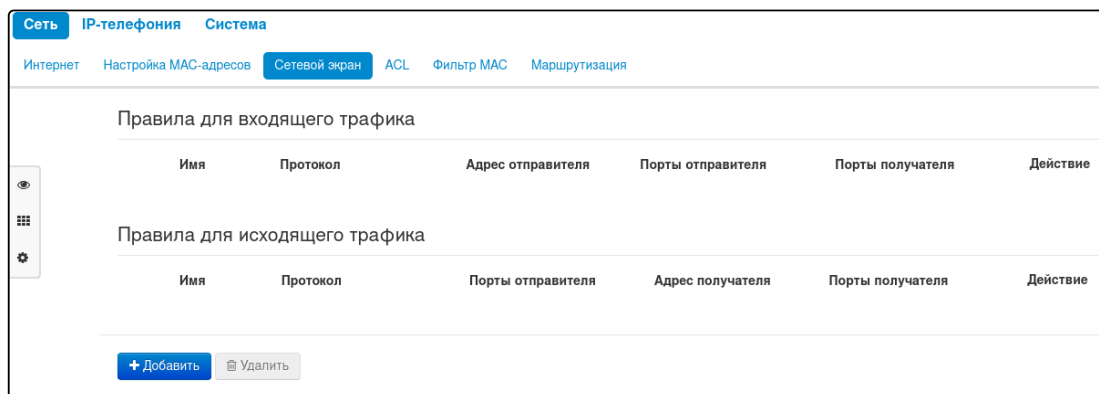 Сеть IP-телефония Система
Интернет Настройка MAC-адресов Сетевой экран ACL Фильтр MAC Маршрутизация
Правила для входящего трафика
Имя Протокол Адрес отправителя Порты отправителя Порты получателя Действие
Правила для исходящего трафика
Имя Протокол Порты отправителя Адрес получателя Порты получателя Действие
Добавить Удалить